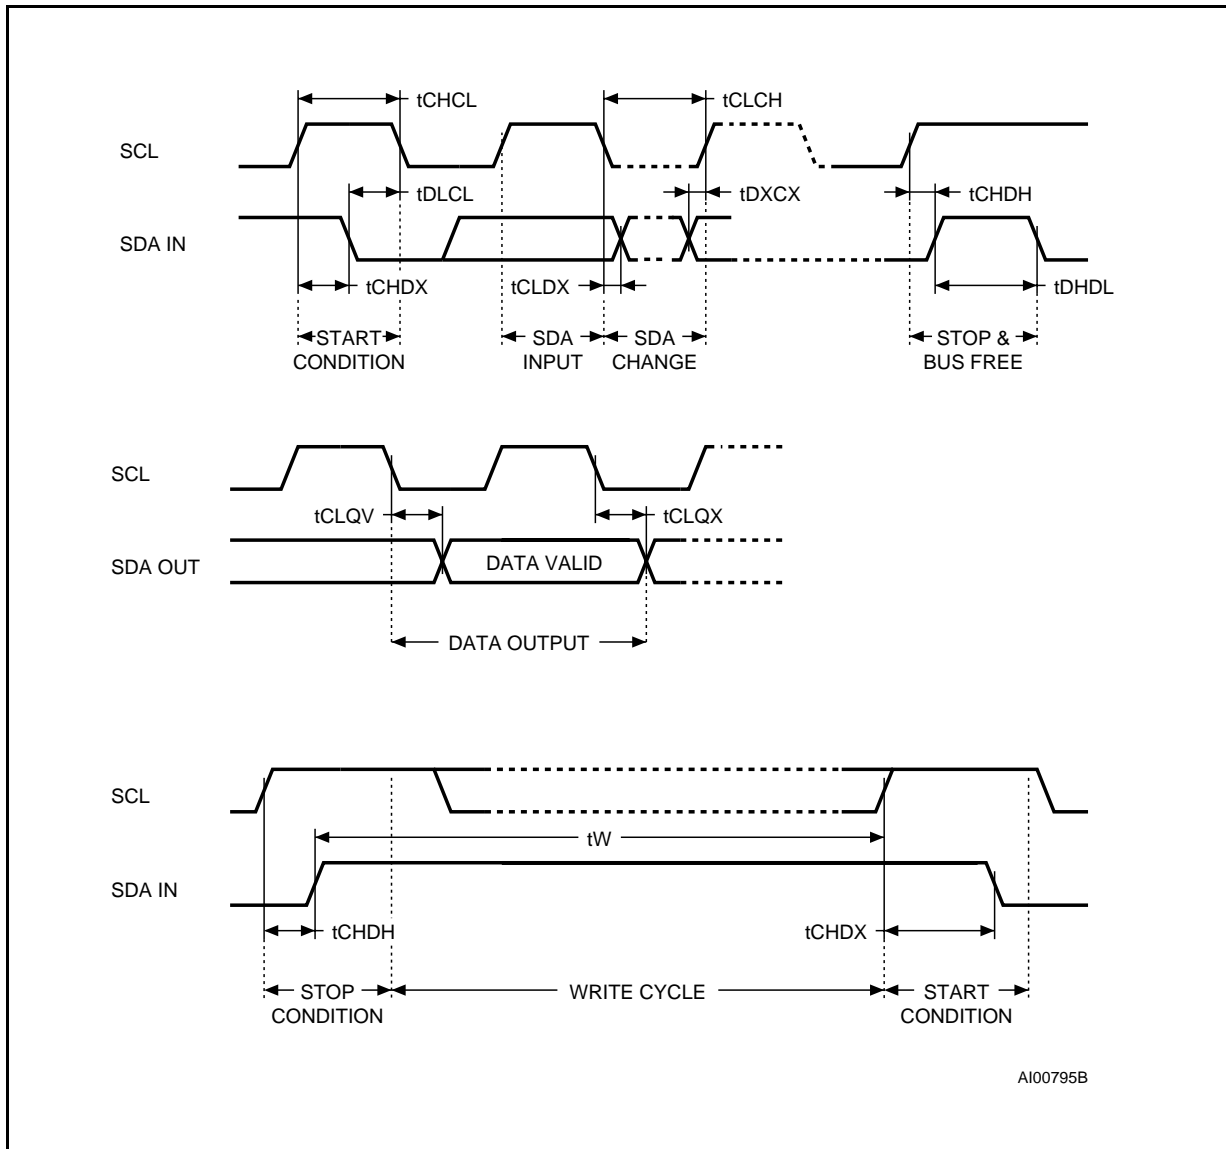 tCHCL
tCLCH
SCL
tDLCL
tDXCX
tCHDH
SDA IN
tCHDX
tCLDX
tDHDL
START
CONDITION
SDA
INPUT
SDA
CHANGE
STOP &
BUS FREE
SCL
tCLQV
tCLQX
SDA OUT
DATA VALID
DATA OUTPUT
SCL
tW
SDA IN
tCHDH
tCHDX
STOP
CONDITION
WRITE CYCLE
START
CONDITION
AI00795B